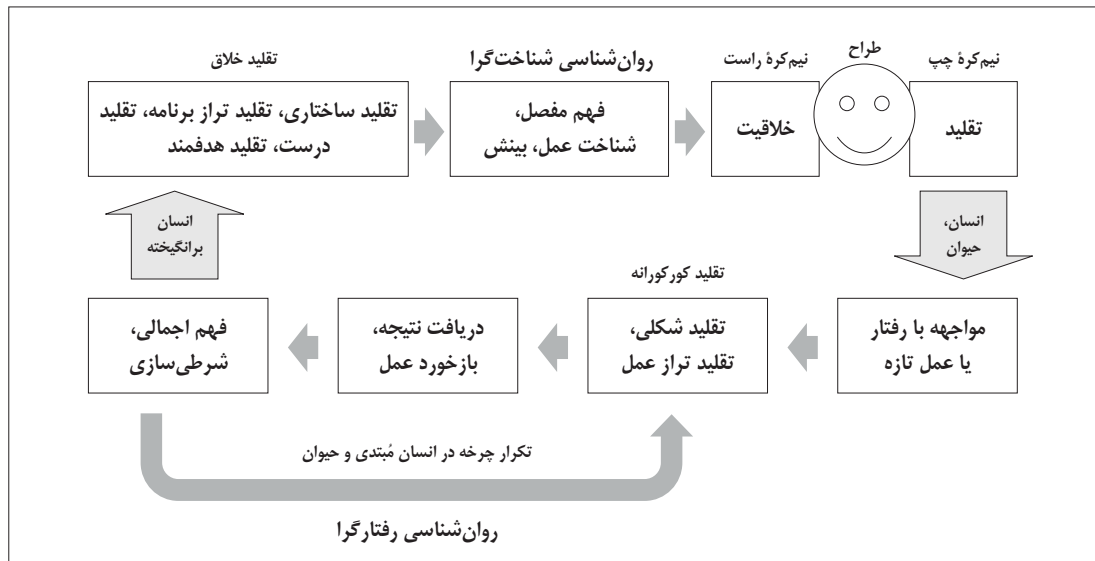 طراح
نیم‌کرۀ چپ
تقلید
نیم‌کرۀ راست
خلاقیت
روان‌شناسی شناخت‌گرا
فهم مفصل،
شناخت عمل، بینش
تقلید خلاق
تقلید ساختاری، تقلید تراز برنامه، تقلید
درست، تقلید هدفمند
انسان،
حیوان
انسان
برانگیخته
مواجهه با رفتار
یا عمل تازه
تقلید کورکورانه
تقلید شکلی،
تقلید تراز عمل
دریافت نتیجه،
بازخورد عمل
فهم اجمالی،
شرطی‌سازی
تکرار چرخه در انسان مُبتدی و حیوان
روان‌شناسی رفتارگرا